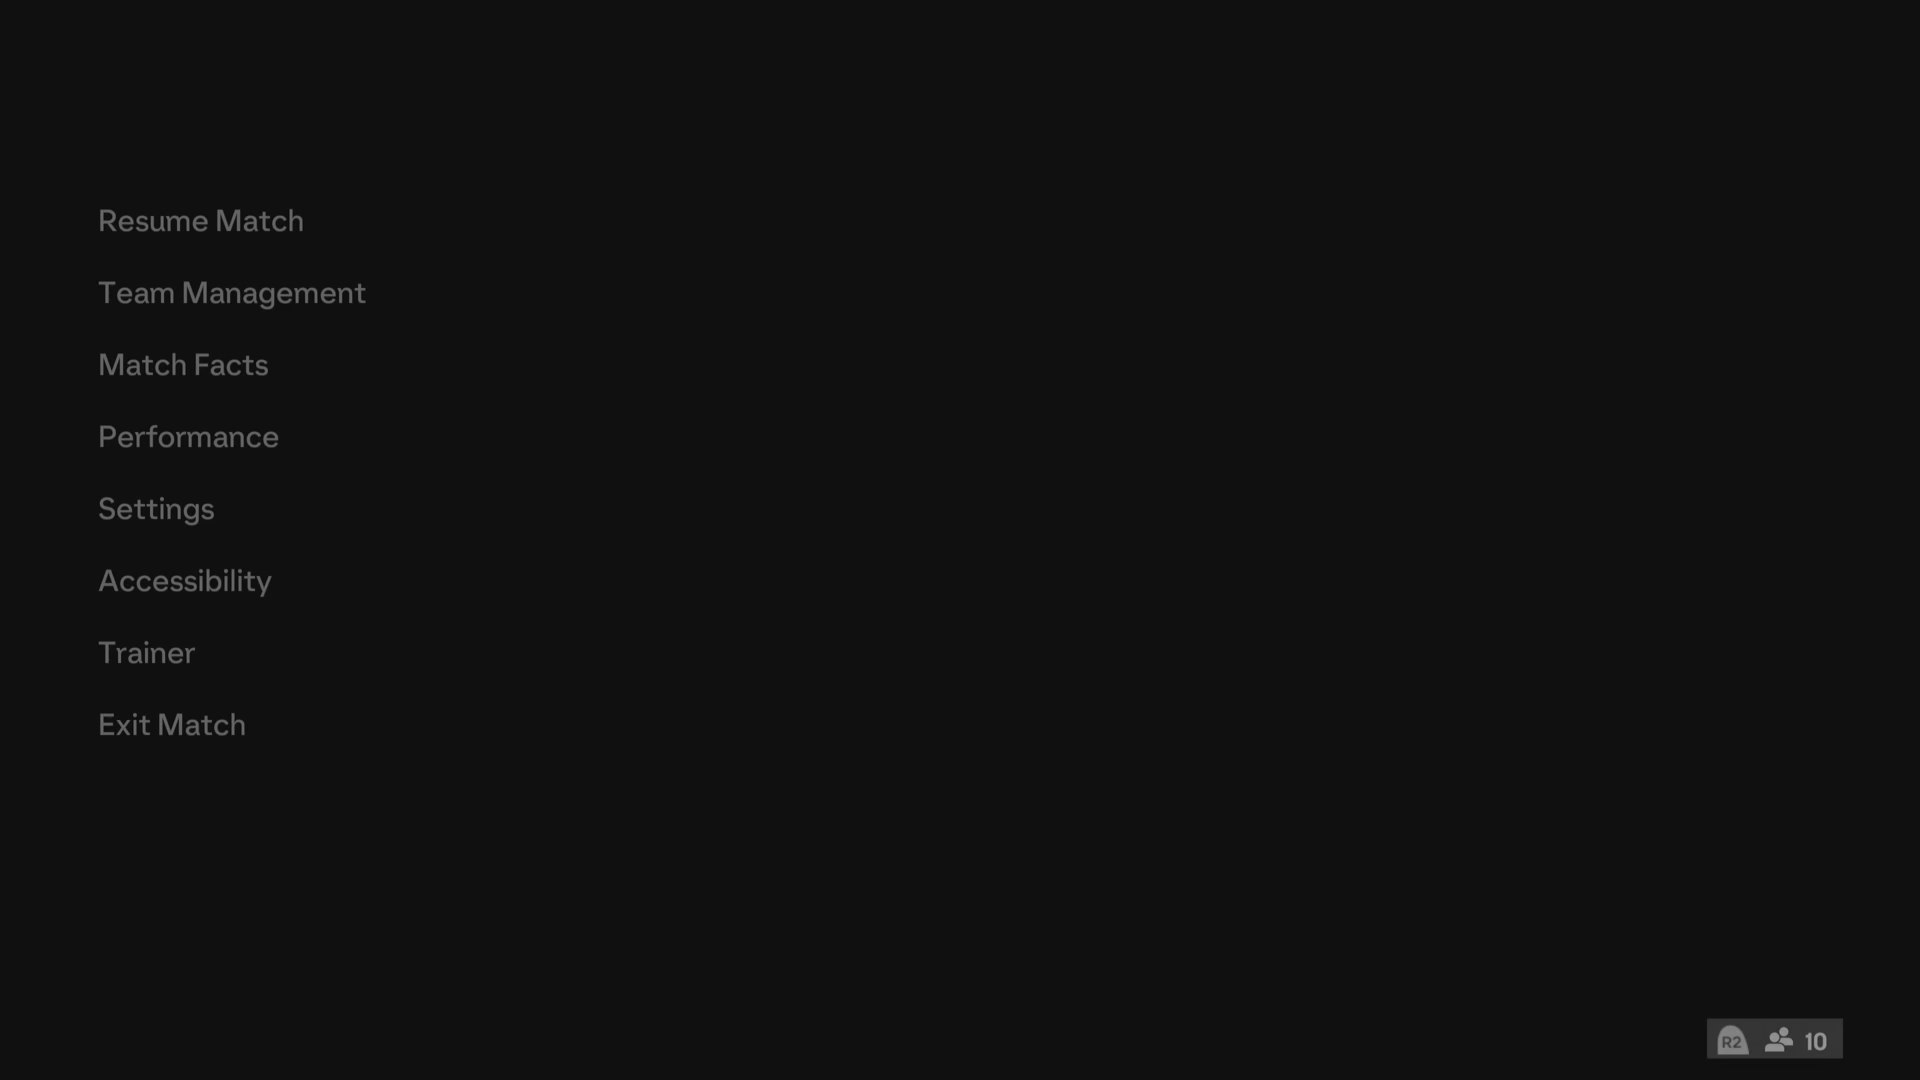 Resume Match
Team Management
Match Facts
Performance
Settings
Accessibility
Trainer
Exit Match
R2 10